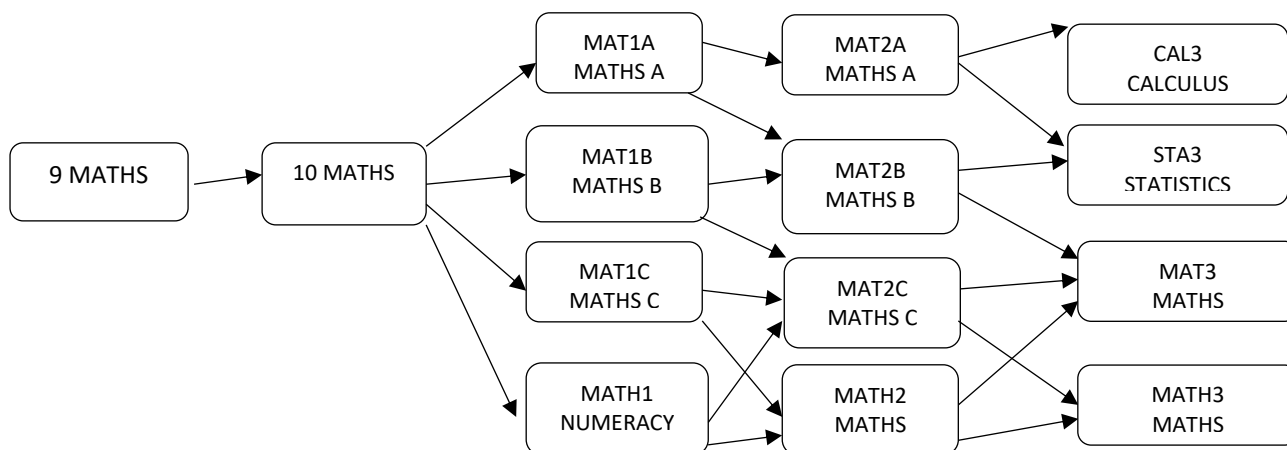 9 MATHS
10 MATHS
MAT1A
MATHS A
MAT1B
MATHS B
MAT1C
MATHS C
MATH1
NUMERACY
MAT2A
MATHS A
MAT2B
MATHS B
MAT2C
MATHS C
MATH2
MATHS
CAL3
CALCULUS
STA3
STATISTICS
MAT3
MATHS
MATH3
MATHS